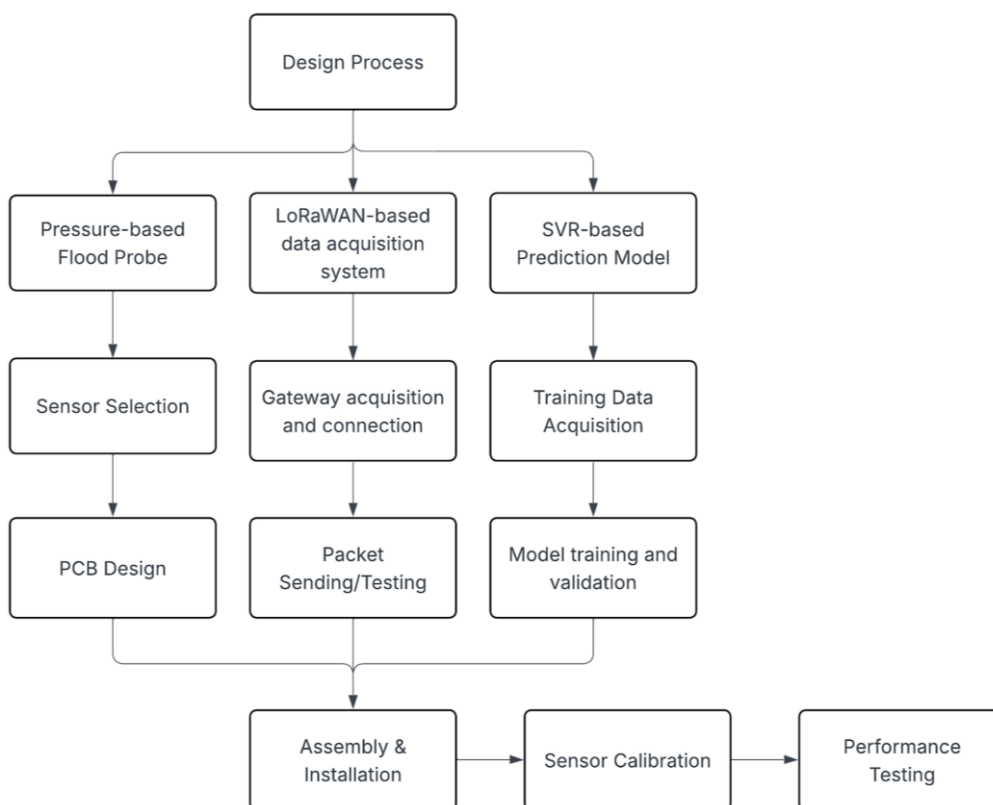 Design Process
Pressure-based
Flood Probe
LoRaWAN-based
data acquisition
system
SVR-based
Prediction Model
Sensor Selection
Gateway acquisition
and connection
Training Data
Acquisition
PCB Design
Packet
Sending/Testing
Model training and
validation
Assembly &
Installation
Sensor Calibration
Performance
Testing